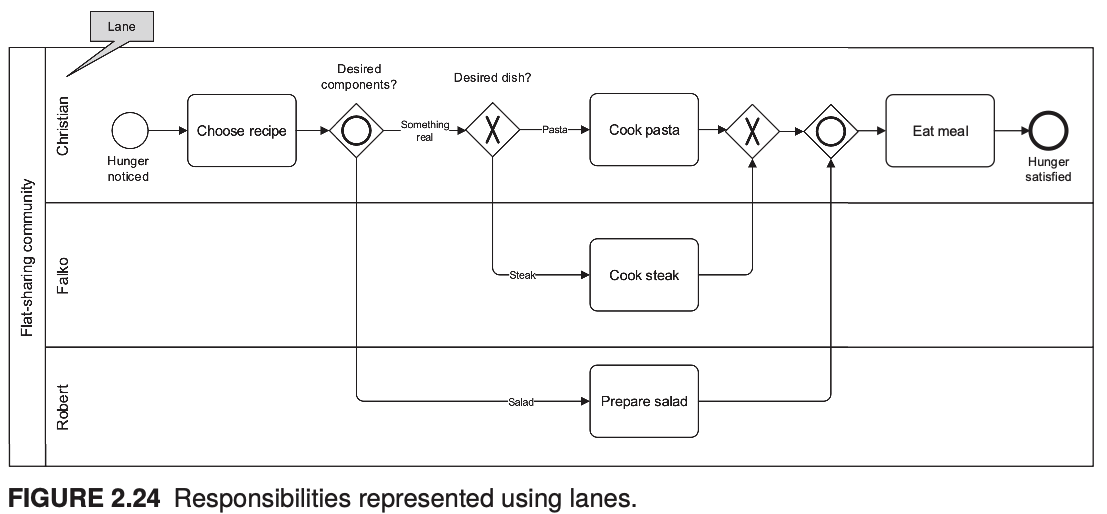 Lane
Flat-sharing community
Christian
Hunger
noticed
Choose recipe
Desired
components?
Something
real
Desired dish?
X
Pasta
Cook pasta
X
Eat meal
Hunger
satisfied
Falko
Steak
Cook steak
Robert
Salad
Prepare salad
FIGURE 2.24 Responsibilities represented using lanes.